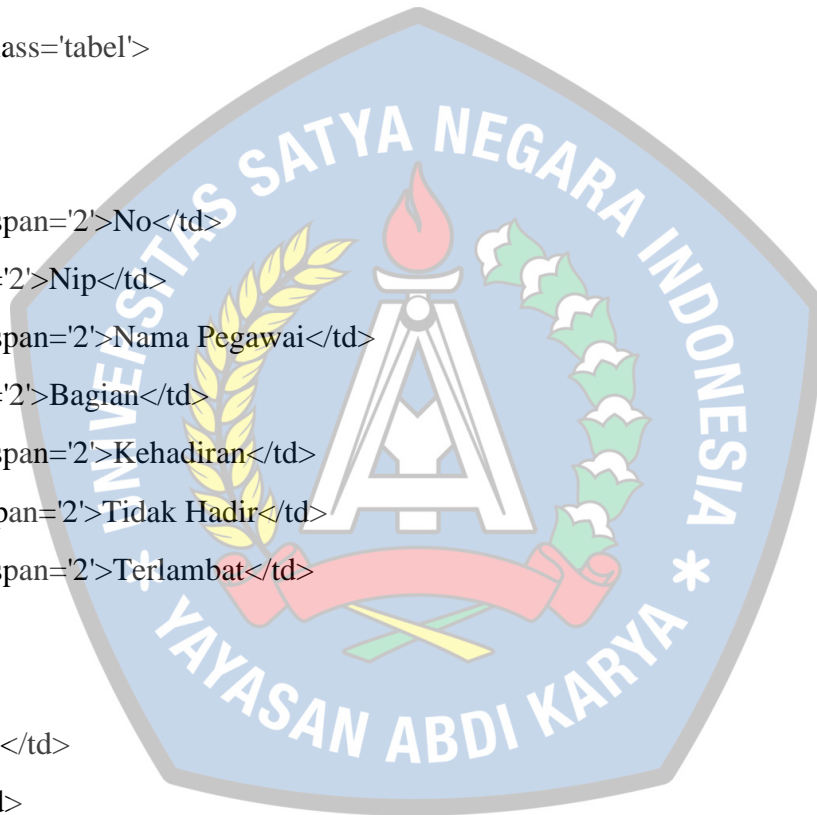 ass='tabel'>
span='2'>No</td>
='2'>Nip</td>
span='2'>Nama Pegawai</td>
='2'>Bagian</td>
span='2'>Kehadiran</td>
pan='2'>Tidak Hadir</td>
span='2'>Terlambat</td>
</td>
d>
UNIVERSITAS SATYA NEGARA INDONESIA
* YAYASAN ABDI KARYA *